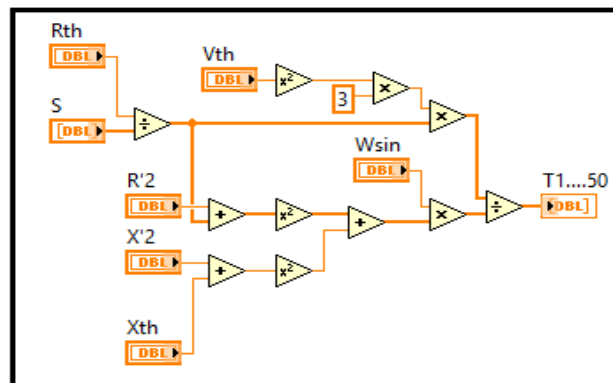 Rth
DBL
Vth
DBL
x²
3
×
S
[DBL]
÷
×
Wsin
DBL
T1....50
R'2
DBL
+
x²
+
×
÷
DBL]
X'2
DBL
+
x²
Xth
DBL